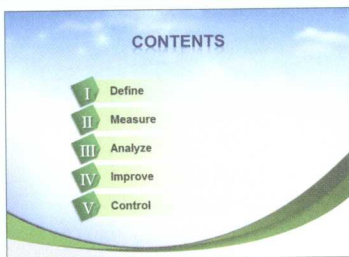 CONTENTS
I Define
II Measure
III Analyze
IV Improve
V Control